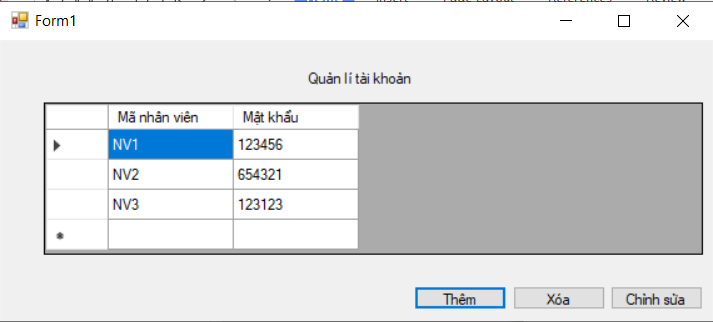 Form1
Quản lí tài khoản
Mã nhân viên Mật khẩu
NV1 123456
NV2 654321
NV3 123123
Thêm Xóa Chỉnh sửa